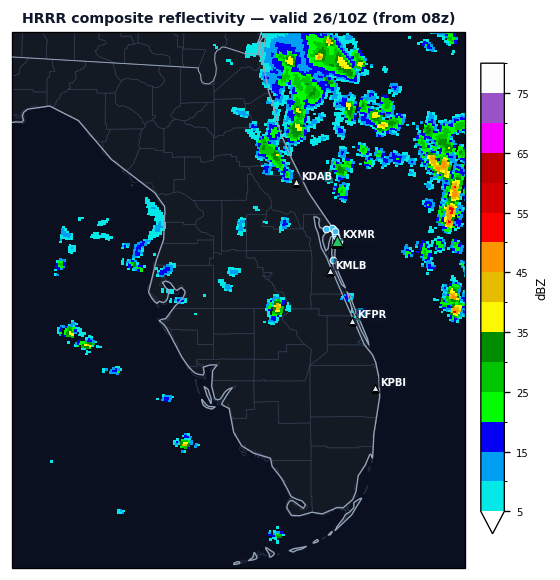 HRRR composite reflectivity — valid 26/10Z (from 08z)
KDAB
KXMR
KMLB
KFPR
KPBI
75
65
55
45
35
25
15
5
dBZ